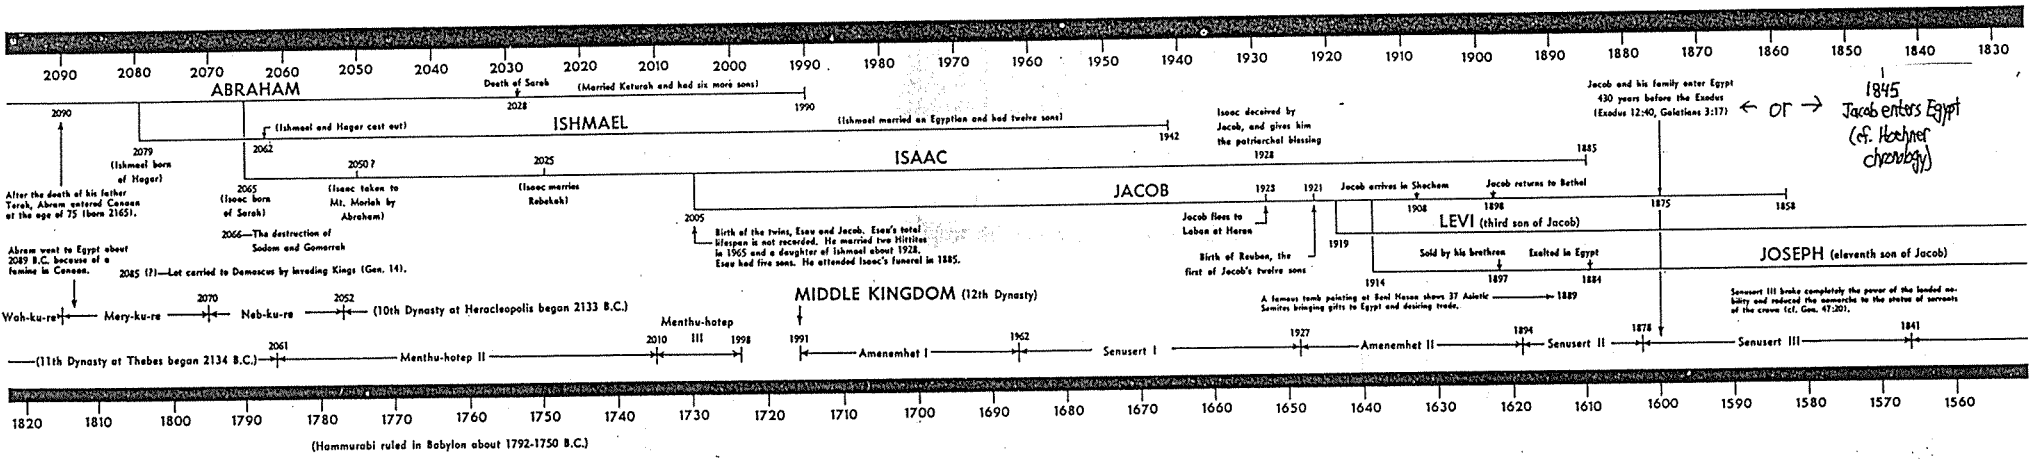 2090 2080 2070 2060 2050 2040 2030 2020 2010 2000 1990 1980 1970 1960 1950 1940 1930 1920 1910 1900 1890 1880 1870 1860 1850 1840 1830
ABRAHAM
Death of Sarah
2028
(Married Keturah and had six more sons)
1990
2090
After the death of his father
Terah, Abram entered Canaan
at the age of 75 (born 2165).
Abram went to Egypt about
2089 B.C. because of a
famine in Canaan.
2079
(Ishmael born
of Hagar)
(Ishmael and Hagar cast out)
2062
ISHMAEL
(Ishmael married an Egyptian and had twelve sons)
1942
2065
(Isaac born
of Sarah)
2066—The destruction of
Sodom and Gomorrah
2085 (?)—Lot carried to Damascus by invading Kings (Gen. 14).
2050 ?
(Isaac taken to
Mt. Moriah by
Abraham)
2025
(Isaac marries
Rebekah)
ISAAC
Isaac deceived by
Jacob, and gives him
the patriarchal blessing
1928
1885
2005
Birth of the twins, Esau and Jacob. Esau's total
lifespan is not recorded. He married two Hittites
in 1965 and a daughter of Ishmael about 1928.
Esau had five sons. He attended Isaac's funeral in 1885.
JACOB
1923
Jacob flees to
Laban at Haran
1921
Birth of Reuben, the
first of Jacob's twelve sons
Jacob arrives in Shechem
1908
Jacob returns to Bethel
1898
Jacob and his family enter Egypt
430 years before the Exodus
(Exodus 12:40, Galatians 3:17)
1875
1858
← or →
1845
Jacob enters Egypt
(cf. Hoehner
chronology)
LEVI (third son of Jacob)
1919
JOSEPH (eleventh son of Jacob)
1914
Sold by his brethren
1897
Exalted in Egypt
1884
A famous tomb painting at Beni Hasan shows 37 Asiatic
Semites bringing gifts to Egypt and desiring trade.
1889
Senusert III broke completely the power of the landed no-
bility and reduced the nomarchs to the status of servants
of the crown (cf. Gen. 47:20).
Wah-ku-re
Mery-ku-re
2070
Neb-ku-re
2052
(10th Dynasty at Heracleopolis began 2133 B.C.)
(11th Dynasty at Thebes began 2134 B.C.)
2061
Menthu-hotep II
2010
Menthu-hotep
III
1998
MIDDLE KINGDOM (12th Dynasty)
1991
Amenemhet I
1962
Senusert I
1927
Amenemhet II
1894
Senusert II
1878
Senusert III
1841
1820 1810 1800 1790 1780 1770 1760 1750 1740 1730 1720 1710 1700 1690 1680 1670 1660 1650 1640 1630 1620 1610 1600 1590 1580 1570 1560
(Hammurabi ruled in Babylon about 1792-1750 B.C.)